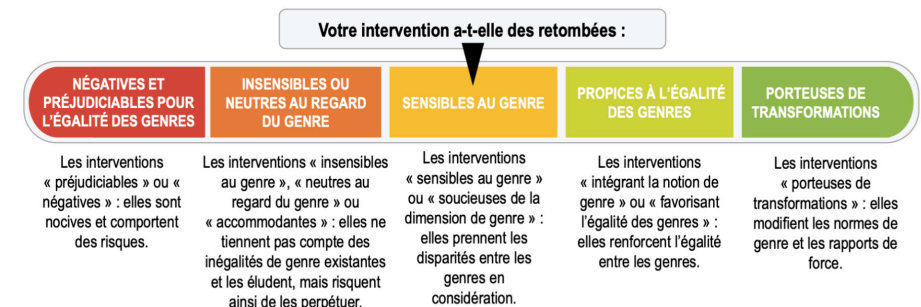 Votre intervention a-t-elle des retombées :
NÉGATIVES ET
PRÉJUDICIABLES POUR
L'ÉGALITÉ DES GENRES
INSENSIBLES OU
NEUTRES AU REGARD
DU GENRE
SENSIBLES AU GENRE
PROPICES À L'ÉGALITÉ
DES GENRES
PORTEUSES DE
TRANSFORMATIONS
Les interventions
« préjudiciables » ou «
négatives » : elles sont
nocives et comportent
des risques.
Les interventions « insensibles
au genre », « neutres au
regard du genre » ou
« accommodantes » : elles ne
tiennent pas compte des
inégalités de genre existantes
et les éludent, mais risquent
ainsi de les perpétuer.
Les interventions
« sensibles au genre »
ou « soucieuses de la
dimension de genre » :
elles prennent les
disparités entre les
genres en
considération.
Les interventions
« intégrant la notion de
genre » ou « favorisant
l'égalité des genres » :
elles renforcent l'égalité
entre les genres.
Les interventions
« porteuses de
transformations » : elles
modifient les normes de
genre et les rapports de
force.